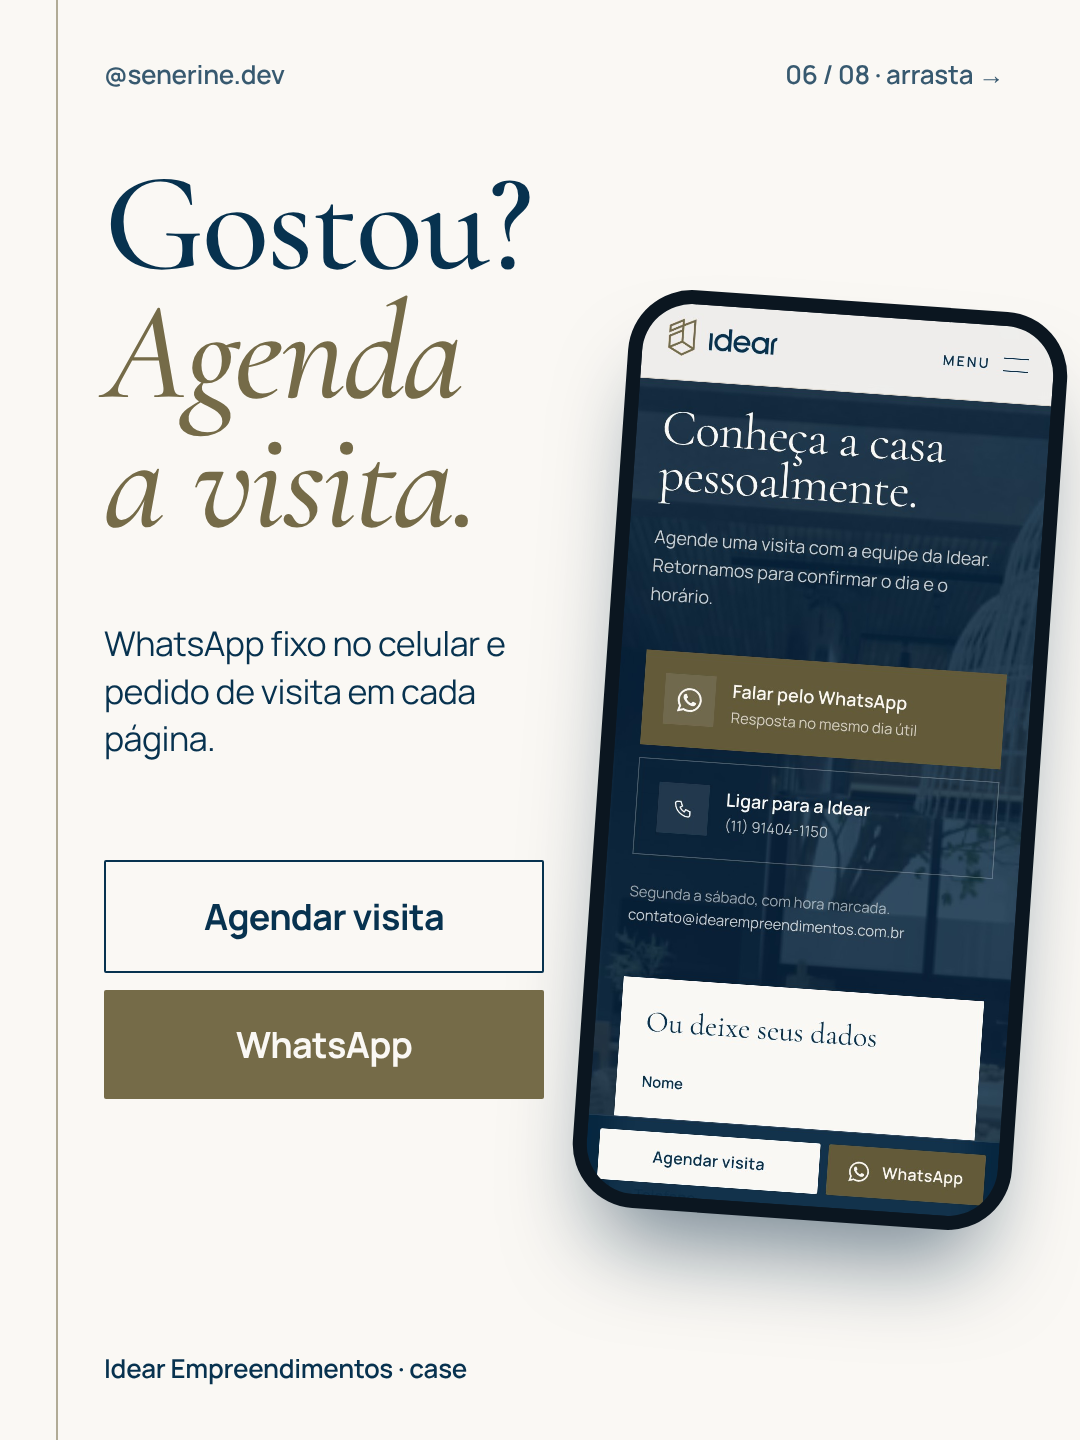 @senerine.dev
06 / 08 · arrasta →
Gostou?
Agenda
a visita.
WhatsApp fixo no celular e
pedido de visita em cada
página.
Agendar visita
WhatsApp
idear
MENU
Conheça a casa
pessoalmente.
Agende uma visita com a equipe da Idear.
Retornamos para confirmar o dia e o
horário.
Falar pelo WhatsApp
Resposta no mesmo dia útil
Ligar para a Idear
(11) 91404-1150
Segunda a sábado, com hora marcada.
contato@idearempreendimentos.com.br
Ou deixe seus dados
Nome
Agendar visita
WhatsApp
Idear Empreendimentos · case